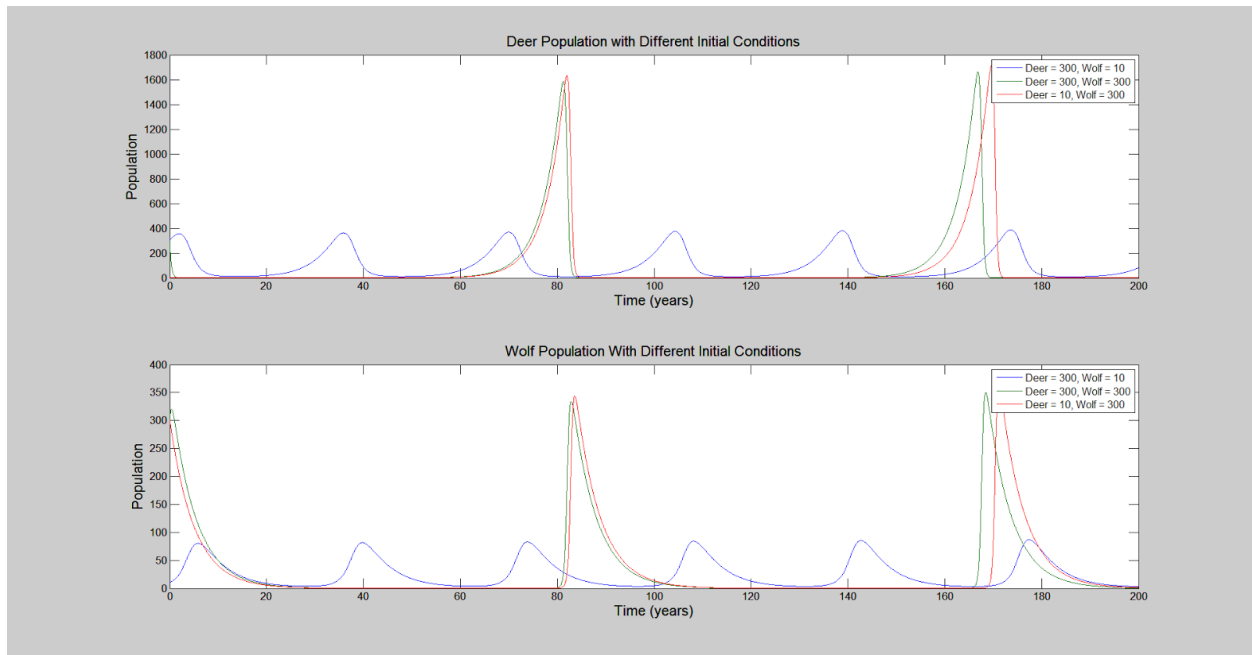 Deer Population with Different Initial Conditions
Population
1800
1600
1400
1200
1000
800
600
400
200
0
0 20 40 60 80 100 120 140 160 180 200
Time (years)
Deer = 300, Wolf = 10
Deer = 300, Wolf = 300
Deer = 10, Wolf = 300
Wolf Population With Different Initial Conditions
Population
400
350
300
250
200
150
100
50
0
0 20 40 60 80 100 120 140 160 180 200
Time (years)
Deer = 300, Wolf = 10
Deer = 300, Wolf = 300
Deer = 10, Wolf = 300